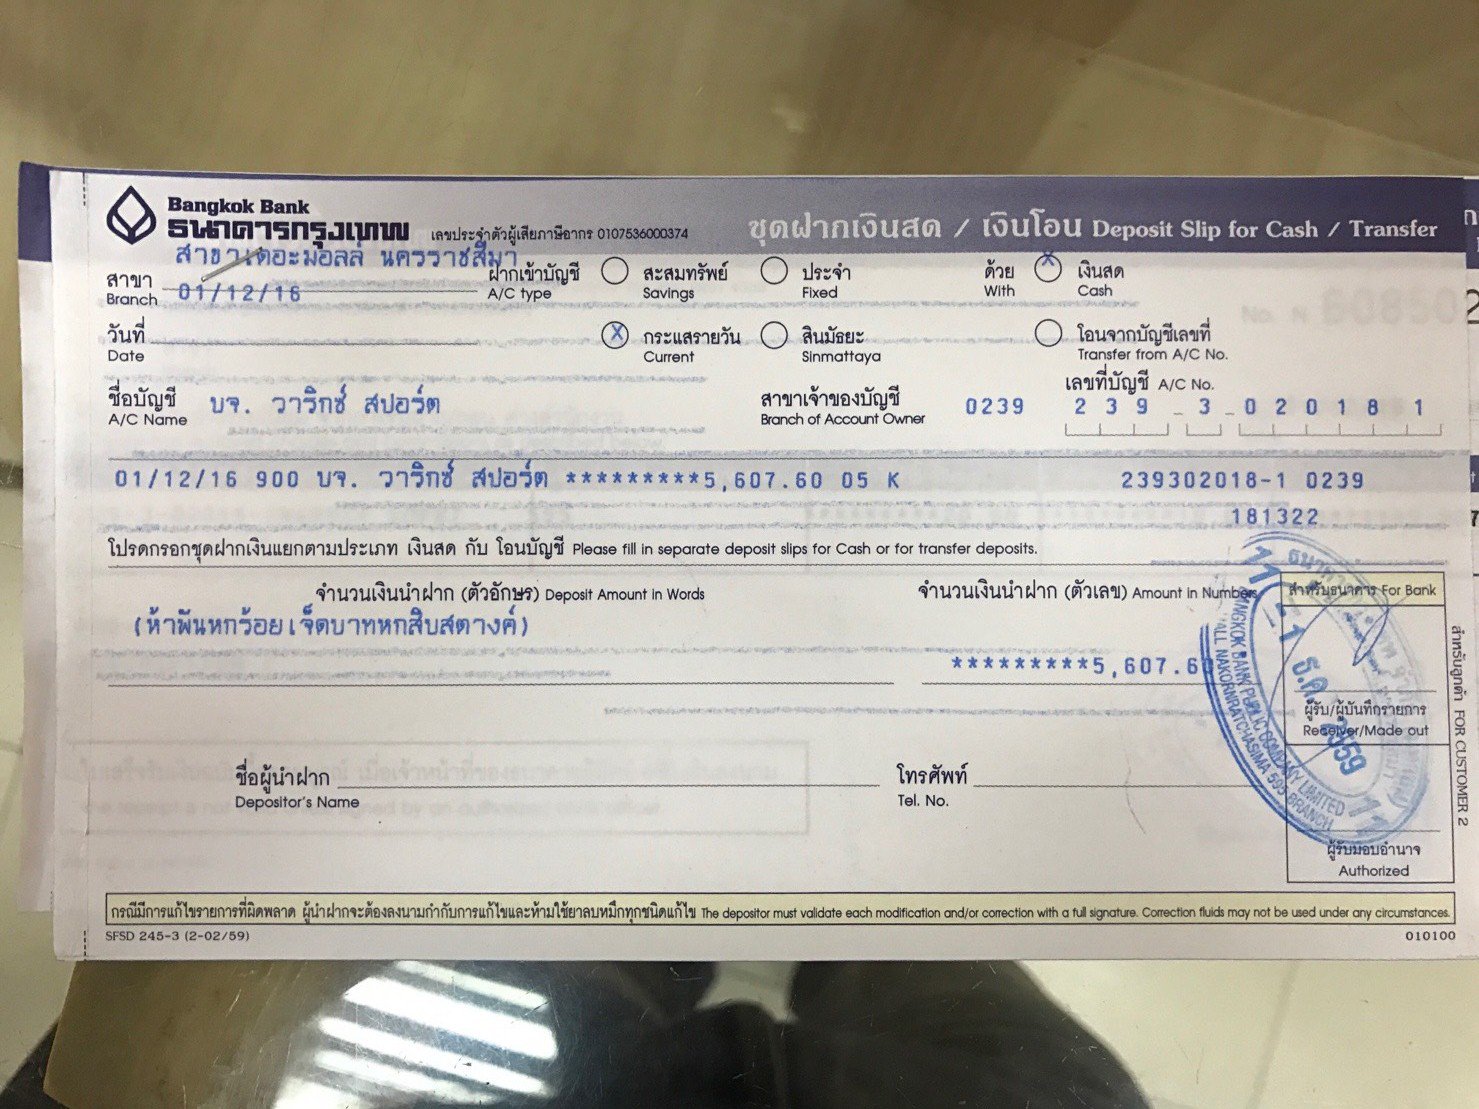 Bangkok Bank
ธนาคารกรุงเทพ เลขประจำตัวผู้เสียภาษีอากร 0107536000374 ชุดฝากเงินสด / เงินโอน Deposit Slip for Cash / Transfer
สาขาเดอะมอลล์ นครราชสีมา
สาขา ฝากเข้าบัญชี สะสมทรัพย์ ประจำ ด้วย X เงินสด
Branch 01/12/16 A/C type Savings Fixed With Cash
วันที่ X กระแสรายวัน สินมัธยะ โอนจากบัญชีเลขที่
Date Current Sinmattaya Transfer from A/C No.
ชื่อบัญชี บจ. วาริกซ์ สปอร์ต สาขาเจ้าของบัญชี เลขที่บัญชี A/C No.
A/C Name Branch of Account Owner 0239 239-3-020181
01/12/16 900 บจ. วาริกซ์ สปอร์ต *********5,607.60 05 K 239302018-1 0239
181322
โปรดกรอกชุดฝากเงินแยกตามประเภท เงินสด กับ โอนบัญชี Please fill in separate deposit slips for Cash or for transfer deposits.
จำนวนเงินนำฝาก (ตัวอักษร) Deposit Amount in Words จำนวนเงินนำฝาก (ตัวเลข) Amount in Numbers สำหรับธนาคาร For Bank
(ห้าพันหกร้อยเจ็ดบาทหกสิบสตางค์)
*********5,607.60
-1 ธ.ค. 2559
BANGKOK BANK PUBLIC COMPANY LIMITED
MALL NAKORNRATCHASIMA BRANCH
ผู้รับ/ผู้บันทึกรายการ
Receiver/Made out
ชื่อผู้นำฝาก โทรศัพท์
Depositor's Name Tel. No.
ผู้รับมอบอำนาจ
Authorized
สำหรับลูกค้า FOR CUSTOMER 2
กรณีมีการแก้ไขรายการที่ผิดพลาด ผู้นำฝากจะต้องลงนามกำกับการแก้ไขและห้ามใช้ยาลบหมึกทุกชนิดแก้ไข The depositor must validate each modification and/or correction with a full signature. Correction fluids may not be used under any circumstances.
SFSD 245-3 (2-02/59) 010100